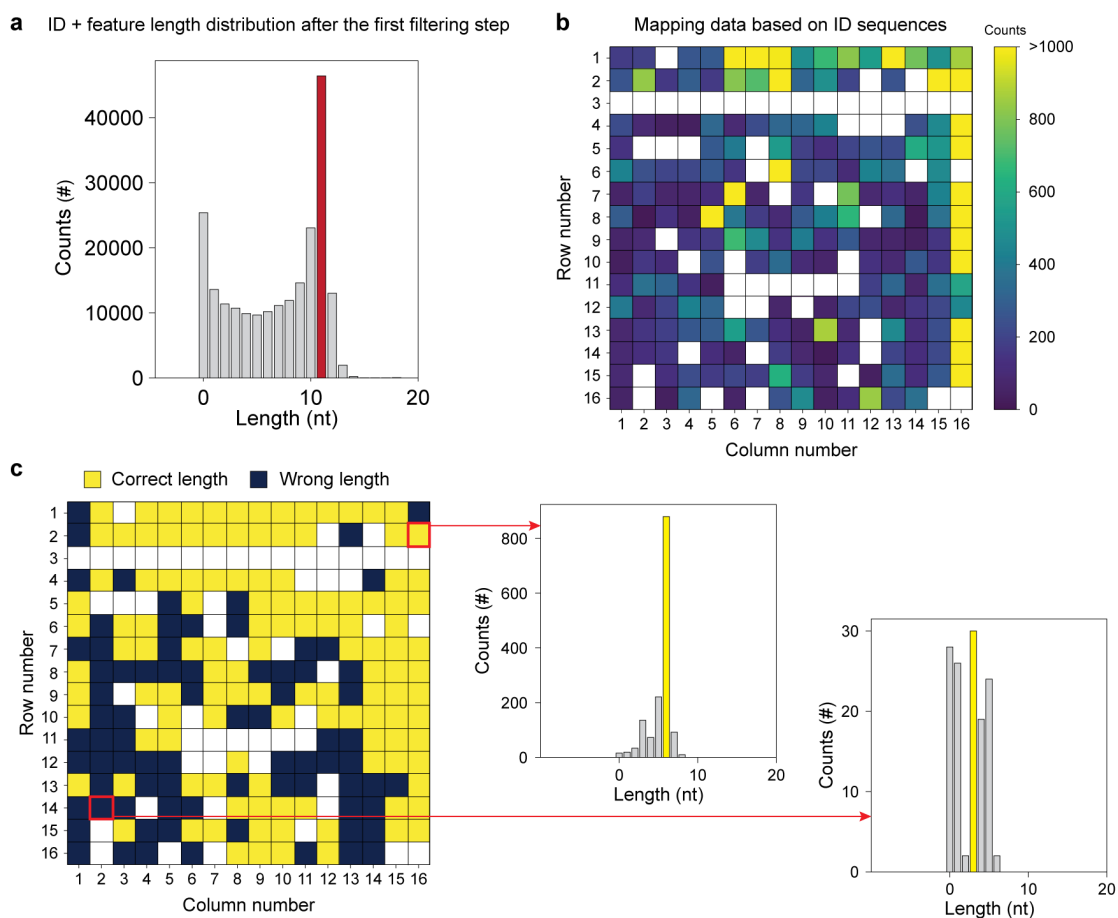 a ID + feature length distribution after the first filtering step
Counts (#)
40000
30000
20000
10000
0
0 10 20
Length (nt)
b Mapping data based on ID sequences
Counts
>1000
800
600
400
200
0
Row number
1
2
3
4
5
6
7
8
9
10
11
12
13
14
15
16
1 2 3 4 5 6 7 8 9 10 11 12 13 14 15 16
Column number
c Correct length Wrong length
Row number
1
2
3
4
5
6
7
8
9
10
11
12
13
14
15
16
1 2 3 4 5 6 7 8 9 10 11 12 13 14 15 16
Column number
Counts (#)
800
600
400
200
0
0 10 20
Length (nt)
Counts (#)
30
20
10
0
0 10 20
Length (nt)